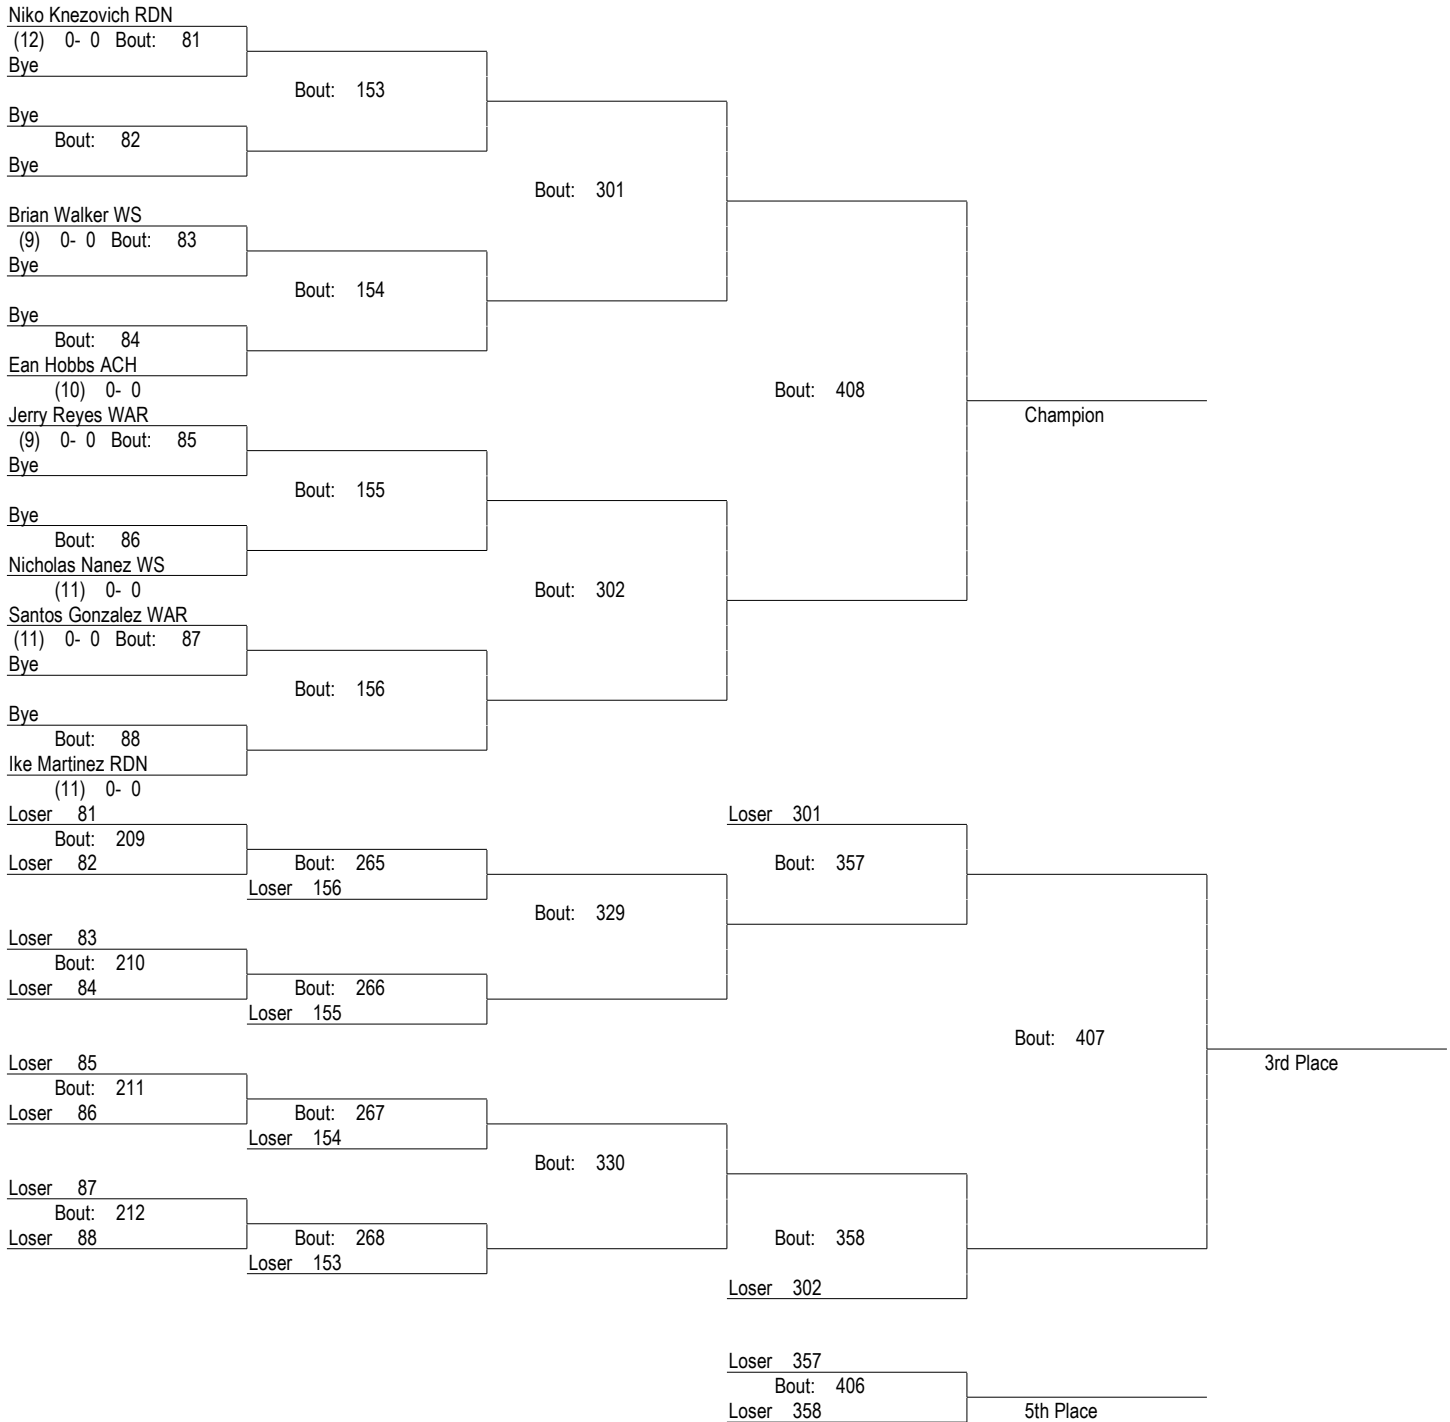 Niko Knezovich RDN
(12) 0- 0 Bout: 81
Bye
Bout: 153
Bye
Bout: 82
Bye
Bout: 301
Brian Walker WS
(9) 0- 0 Bout: 83
Bye
Bout: 154
Bye
Bout: 84
Ean Hobbs ACH
(10) 0- 0
Bout: 408
Jerry Reyes WAR
Champion
(9) 0- 0 Bout: 85
Bye
Bout: 155
Bye
Bout: 86
Nicholas Nanez WS
(11) 0- 0
Bout: 302
Santos Gonzalez WAR
(11) 0- 0 Bout: 87
Bye
Bout: 156
Bye
Bout: 88
Ike Martinez RDN
(11) 0- 0
Loser 81
Loser 301
Bout: 209
Loser 82
Bout: 265
Bout: 357
Loser 156
Bout: 329
Loser 83
Bout: 210
Loser 84
Bout: 266
Loser 155
Bout: 407
Loser 85
3rd Place
Bout: 211
Loser 86
Bout: 267
Loser 154
Bout: 330
Loser 87
Bout: 212
Loser 88
Bout: 268
Bout: 358
Loser 153
Loser 302
Loser 357
Bout: 406
Loser 358
5th Place